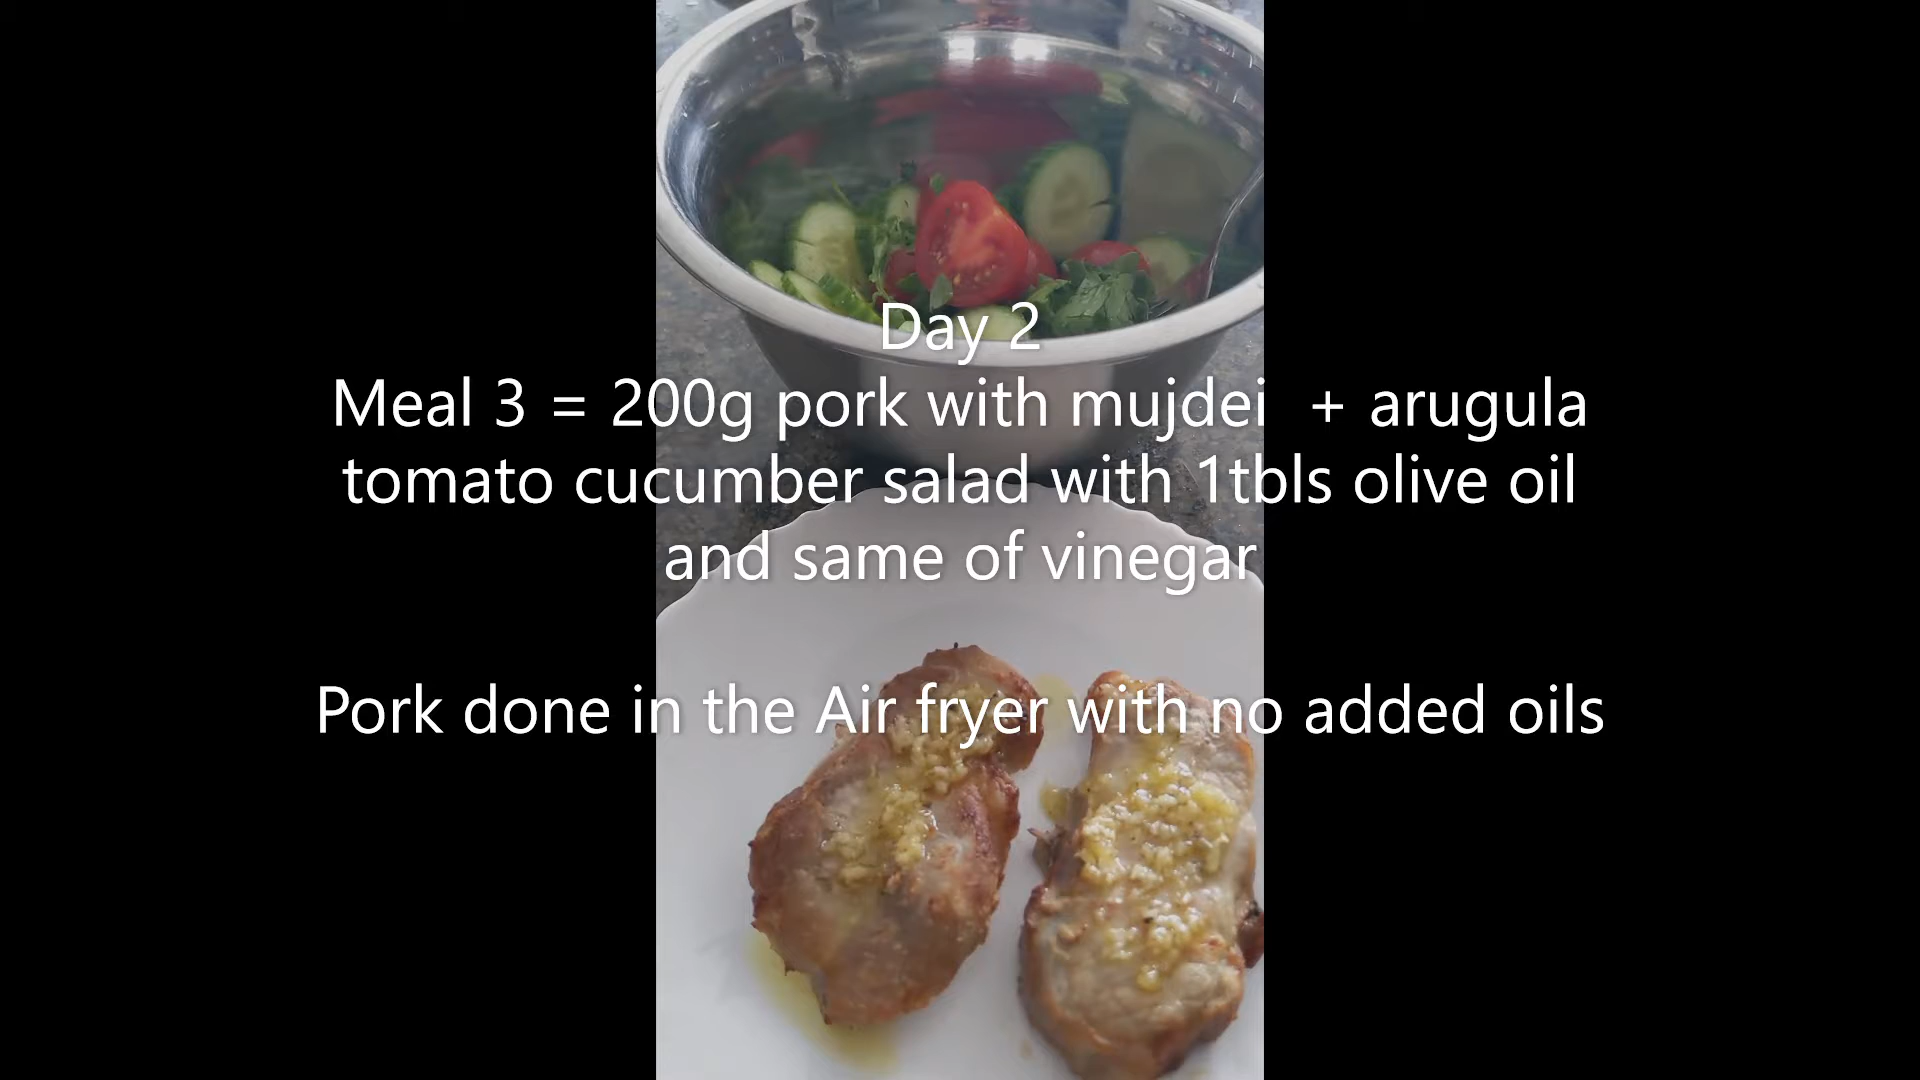 Day 2
Meal 3 = 200g pork with mujdei + arugula
tomato cucumber salad with 1tbls olive oil
and same of vinegar
Pork done in the Air fryer with no added oils